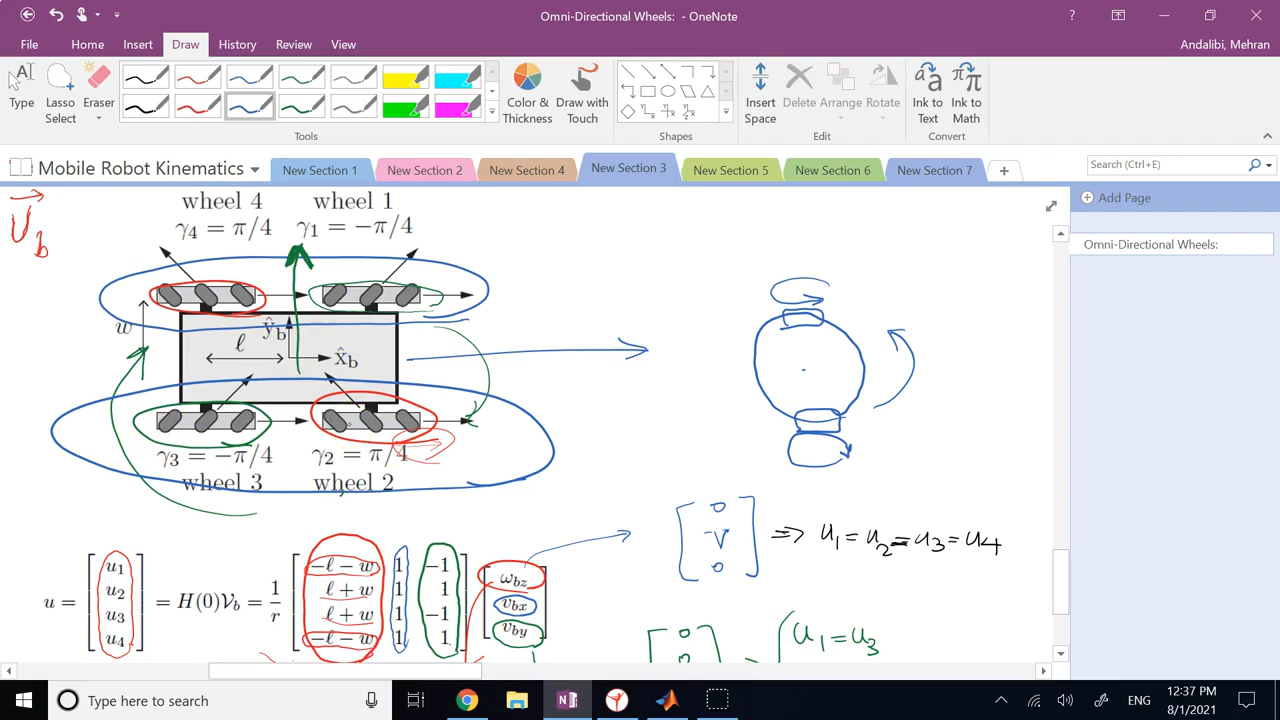 Omni-Directional Wheels: - OneNote
?
Andalibi, Mehran
File Home Insert Draw History Review View
Type
Lasso Select
Eraser
Color & Thickness
Draw with Touch
Insert Space
Delete
Arrange
Rotate
Ink to Text
Ink to Math
Tools
Shapes
Edit
Convert
Mobile Robot Kinematics
New Section 1
New Section 2
New Section 4
New Section 3
New Section 5
New Section 6
New Section 7
+
Search (Ctrl+E)
Add Page
Omni-Directional Wheels:
V⃗b
wheel 4 wheel 1
γ4 = π/4 γ1 = −π/4
w
ŷb
ℓ
x̂b
γ3 = −π/4 γ2 = π/4
wheel 3 wheel 2
[0 V 0] ⇒ u1 = u2 = u3 = u4
u = [u1 u2 u3 u4] = H(0)𝒱b = 1/r [−ℓ − w 1 −1
ℓ + w 1 1
ℓ + w 1 −1
−ℓ − w 1 1] [ωbz υbx υby]
[0 0
u1 = u3
Type here to search
ENG
12:37 PM
8/1/2021